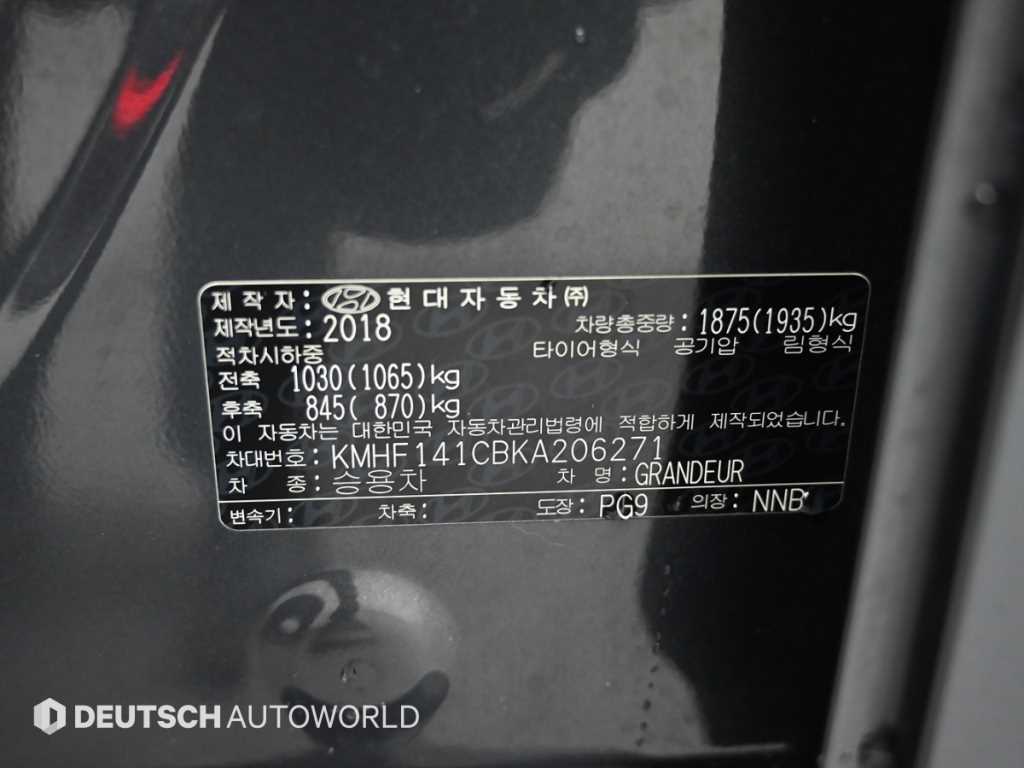 제 작 자 : 현 대 자 동 차 ㈜
제작년도 : 2018 차량총중량 : 1875(1935)kg
적차시하중 타이어형식 공기압 림형식
전축 1030(1065)kg
후축 845( 870)kg
이 자동차는 대한민국 자동차관리법령에 적합하게 제작되었습니다.
차대번호 : KMHF141CBKA206271
차 종 : 승용차 차 명 : GRANDEUR
변속기 : 차축 : 도장 : PG9 의장 : NNB
DEUTSCH AUTOWORLD